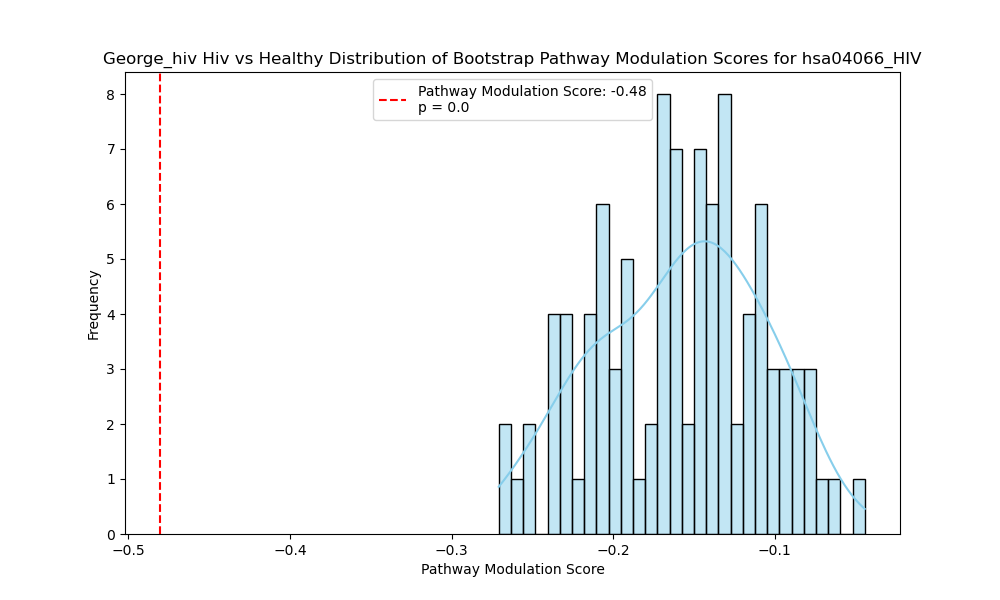 George_hiv Hiv vs Healthy Distribution of Bootstrap Pathway Modulation Scores for hsa04066_HIV
Pathway Modulation Score: -0.48
p = 0.0
8
7
6
5
4
3
2
1
0
Frequency
−0.5
−0.4
−0.3
−0.2
−0.1
Pathway Modulation Score